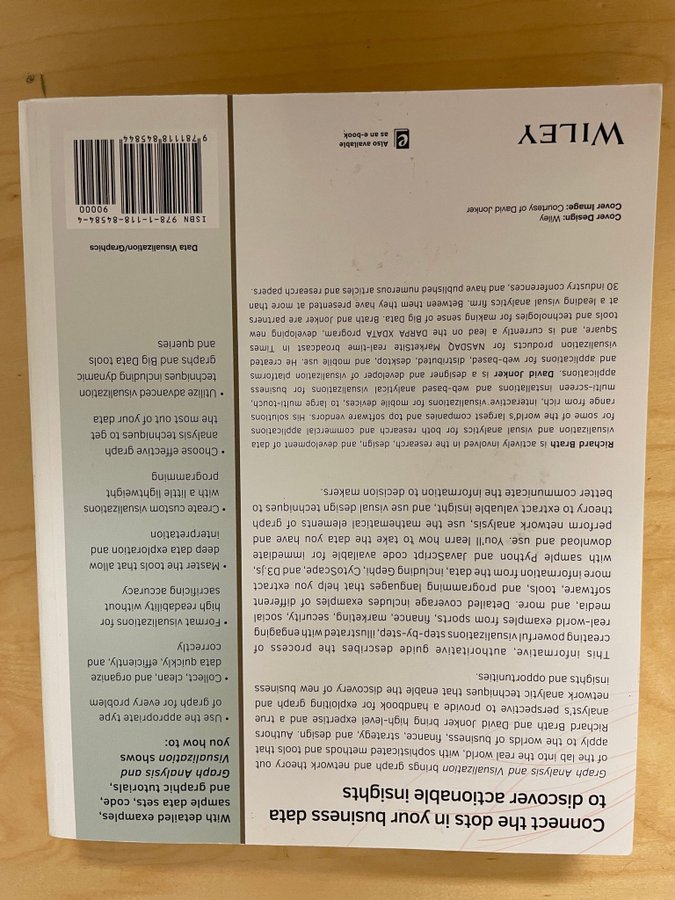 Connect the dots in your business data
to discover actionable insights
Graph Analysis and Visualization brings graph and network theory out
of the lab into the real world, with sophisticated methods and tools that
apply to the worlds of business, finance, strategy, and design. Authors
Richard Brath and David Jonker bring high-level expertise and a true
analyst's perspective to provide a handbook for exploiting graph and
network analytic techniques that enable the discovery of new business
insights and opportunities.
This informative, authoritative guide describes the process of
creating powerful visualizations step-by-step, illustrated with engaging
real-world examples from sports, finance, marketing, security, social
media, and more. Detailed coverage includes examples of different
software, tools, and programming languages that help you extract
more information from the data, including Gephi, CytoScape, and D3.js,
with sample Python and JavaScript code available for immediate
download and use. You'll learn how to take the data you have and
perform network analysis, use the mathematical elements of graph
theory to extract valuable insight, and use visual design techniques to
better communicate the information to decision makers.
Richard Brath is actively involved in the research, design, and development of data
visualization and visual analytics for both research and commercial applications
for some of the world's largest companies and top software vendors. His solutions
range from rich, interactive visualizations for mobile devices, to large multi-touch,
multi-screen installations and web-based analytical visualizations for business
applications. David Jonker is a designer and developer of visualization platforms
and applications for web-based, distributed, desktop, and mobile use. He created
visualization products for NASDAQ MarketSite real-time broadcast in Times
Square, and is currently a lead on the DARPA XDATA program, developing new
tools and technologies for making sense of Big Data. Brath and Jonker are partners
at a leading visual analytics firm. Between them they have presented at more than
30 industry conferences, and have published numerous articles and research papers.
Cover Design: Wiley
Cover Image: Courtesy of David Jonker
WILEY
e
Also available
as an e-book
With detailed examples,
sample data sets, code,
and graphic tutorials,
Graph Analysis and
Visualization shows
you how to:
• Use the appropriate type
of graph for every problem
• Collect, clean, and organize
data quickly, efficiently, and
correctly
• Format visualizations for
high readability without
sacrificing accuracy
• Master the tools that allow
deep data exploration and
interpretation
• Create custom visualizations
with a little lightweight
programming
• Choose effective graph
analysis techniques to get
the most out of your data
• Utilize advanced visualization
techniques including dynamic
graphs and Big Data tools
and queries
Data Visualization/Graphics
ISBN 978-1-118-84584-4
90000
9 781118 845844